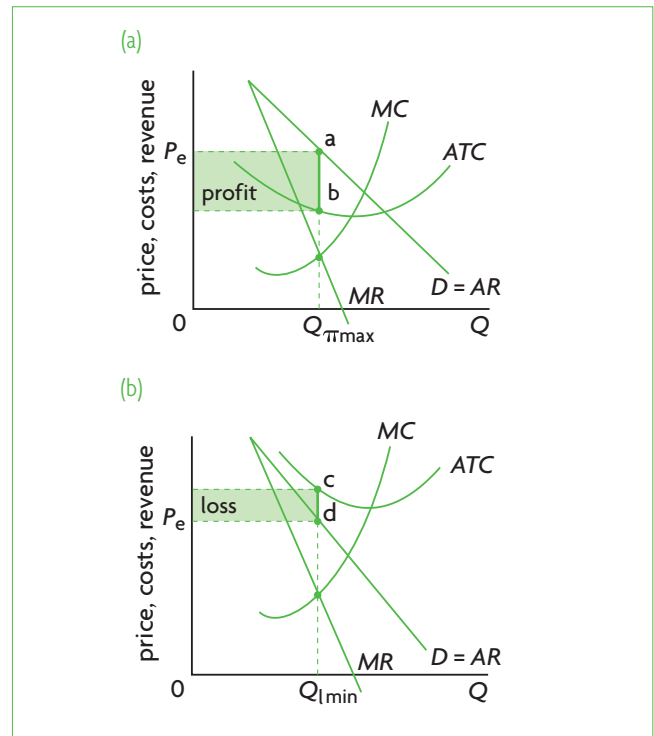 (a)
price, costs, revenue
MC
a
ATC
Pe
b
profit
D = AR
MR
0
Qπmax
Q
(b)
price, costs, revenue
MC
ATC
c
loss
Pe
d
D = AR
MR
0
Qlmin
Q